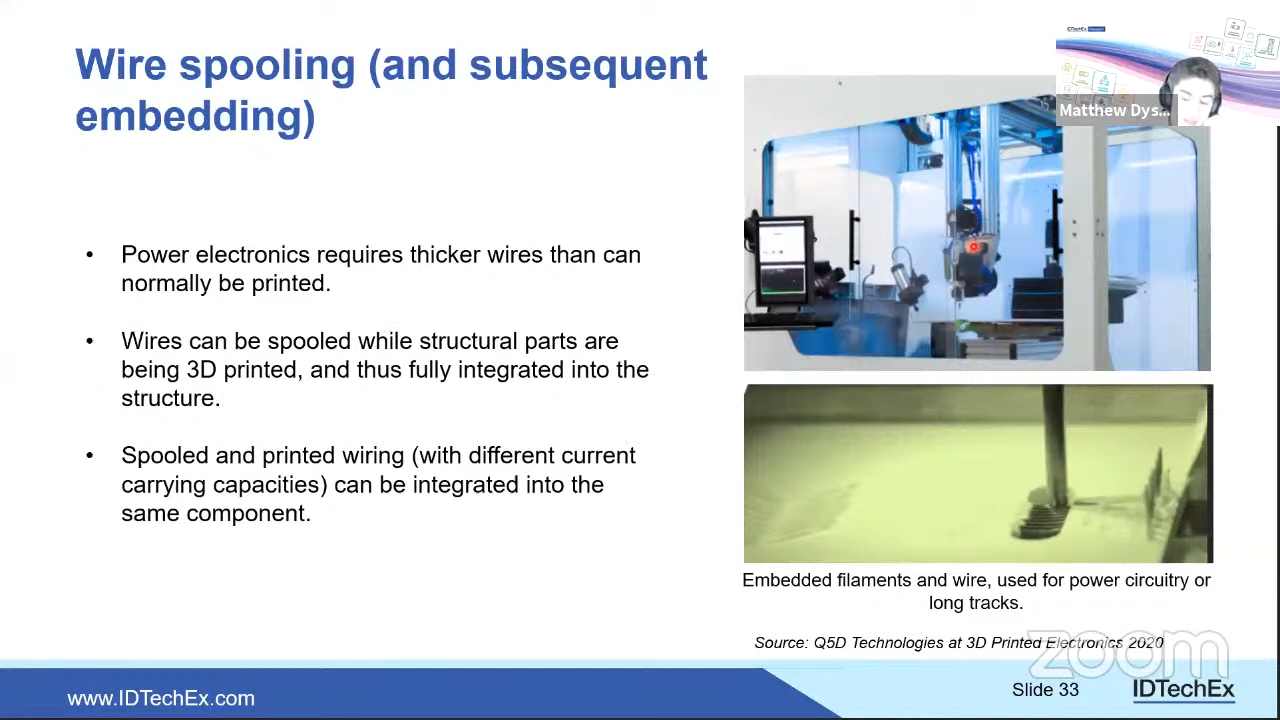 Wire spooling (and subsequent
embedding)
IDTechEx
Matthew Dys...
• Power electronics requires thicker wires than can
normally be printed.
• Wires can be spooled while structural parts are
being 3D printed, and thus fully integrated into the
structure.
• Spooled and printed wiring (with different current
carrying capacities) can be integrated into the
same component.
Embedded filaments and wire, used for power circuitry or
long tracks.
Source: Q5D Technologies at 3D Printed Electronics 2020
zoom
www.IDTechEx.com
Slide 33
IDTechEx